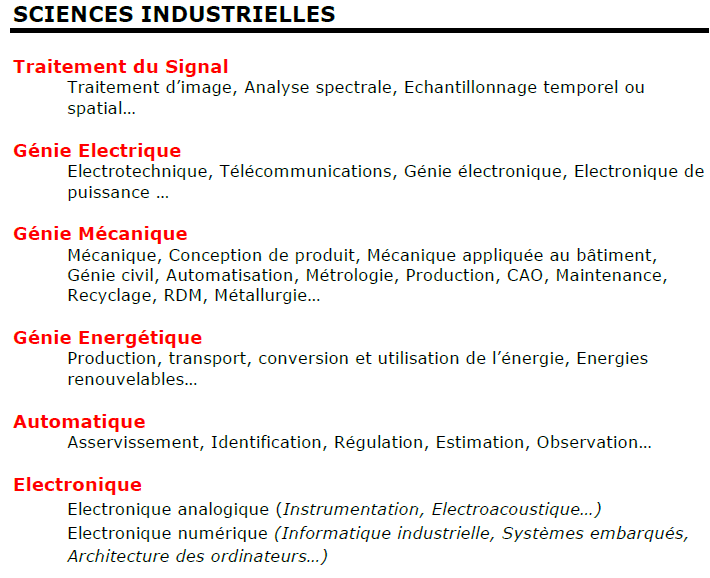 SCIENCES INDUSTRIELLES
Traitement du Signal
Traitement d’image, Analyse spectrale, Echantillonnage temporel ou
spatial…
Génie Electrique
Electrotechnique, Télécommunications, Génie électronique, Electronique de
puissance …
Génie Mécanique
Mécanique, Conception de produit, Mécanique appliquée au bâtiment,
Génie civil, Automatisation, Métrologie, Production, CAO, Maintenance,
Recyclage, RDM, Métallurgie…
Génie Energétique
Production, transport, conversion et utilisation de l’énergie, Energies
renouvelables…
Automatique
Asservissement, Identification, Régulation, Estimation, Observation…
Electronique
Electronique analogique (Instrumentation, Electroacoustique…)
Electronique numérique (Informatique industrielle, Systèmes embarqués,
Architecture des ordinateurs…)